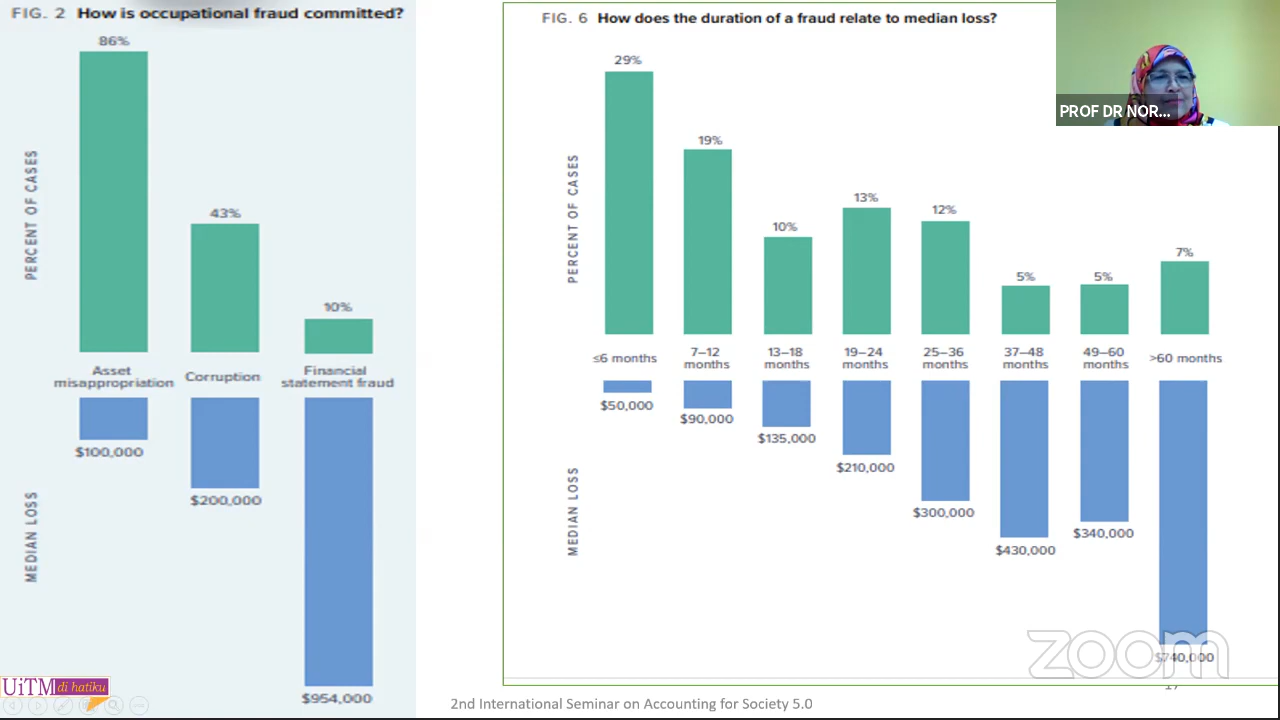 FIG. 2 How is occupational fraud committed?
86%
43%
10%
PERCENT OF CASES
Asset misappropriation
Corruption
Financial statement fraud
$100,000
$200,000
$954,000
MEDIAN LOSS
FIG. 6 How does the duration of a fraud relate to median loss?
29%
19%
10%
13%
12%
5%
5%
7%
PERCENT OF CASES
≤6 months
7–12 months
13–18 months
19–24 months
25–36 months
37–48 months
49–60 months
>60 months
$50,000
$90,000
$135,000
$210,000
$300,000
$430,000
$340,000
$740,000
MEDIAN LOSS
PROF DR NOR...
zoom
17
UiTM di hatiku
2nd International Seminar on Accounting for Society 5.0